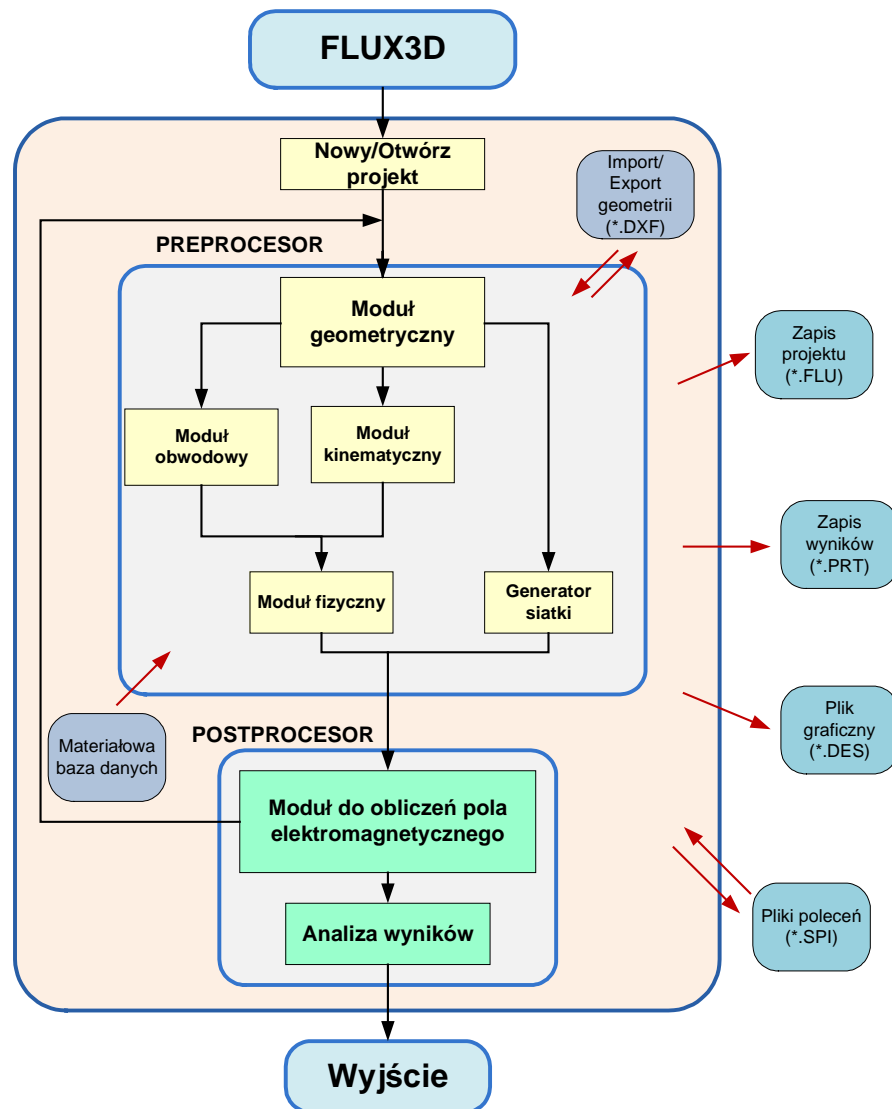 FLUX3D
Nowy/Otwórz
projekt
Import/
Export
geometrii
(*.DXF)
PREPROCESOR
Moduł
geometryczny
Zapis
projektu
(*.FLU)
Moduł
obwodowy
Moduł
kinematyczny
Zapis
wyników
(*.PRT)
Moduł fizyczny
Generator
siatki
Materiałowa
baza danych
POSTPROCESOR
Plik
graficzny
(*.DES)
Moduł do obliczeń pola
elektromagnetycznego
Analiza wyników
Pliki poleceń
(*.SPI)
Wyjście